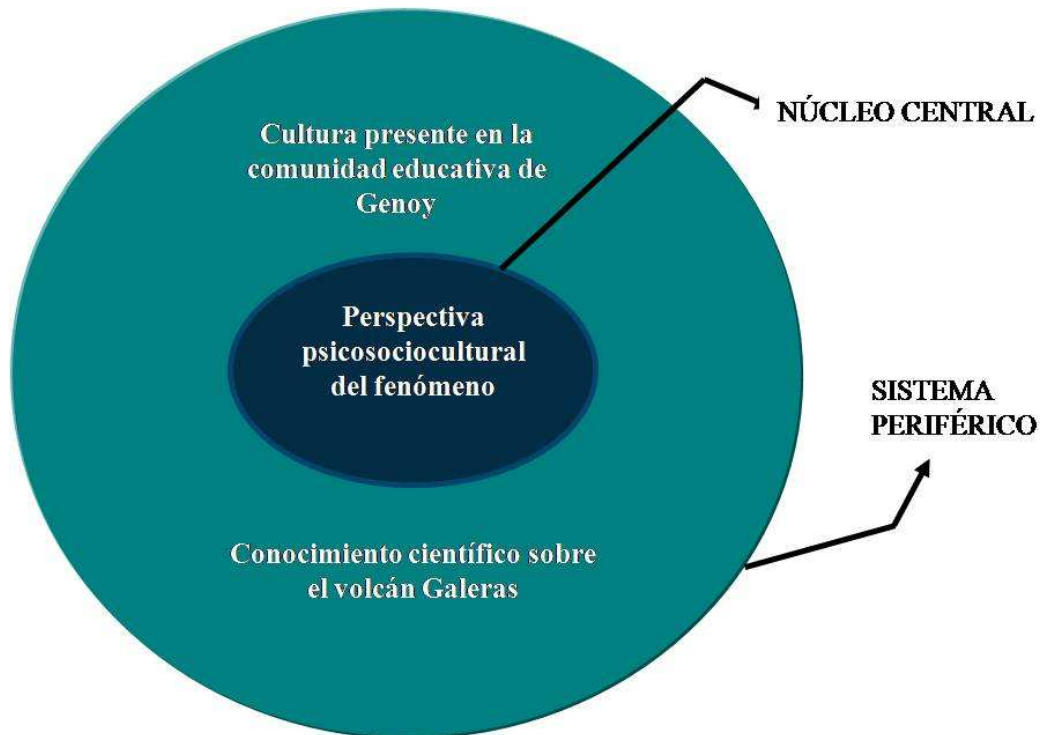 NÚCLEO CENTRAL
Cultura presente en la
comunidad educativa de
Genoy
Perspectiva
psicosociocultural
del fenómeno
SISTEMA
PERIFÉRICO
Conocimiento científico sobre
el volcán Galeras